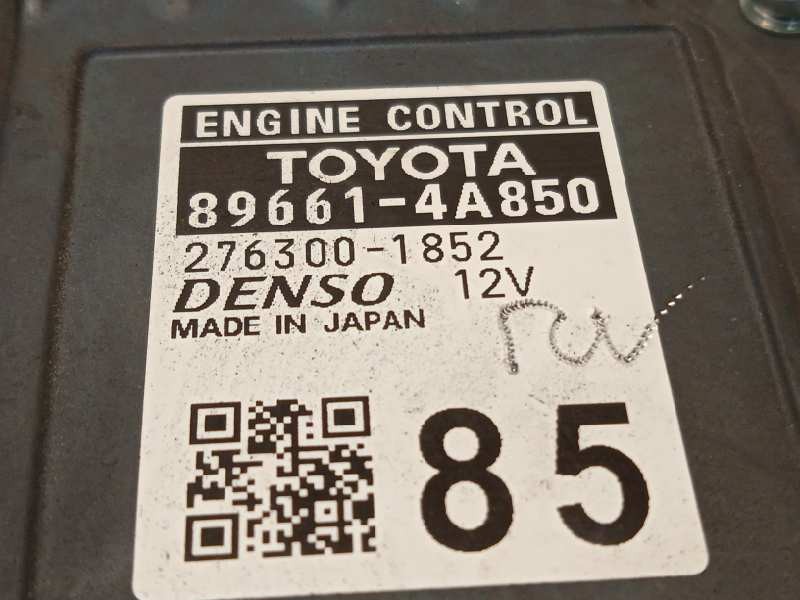 ENGINE CONTROL
TOYOTA
89661-4A850
276300-1852
DENSO 12V
MADE IN JAPAN
85